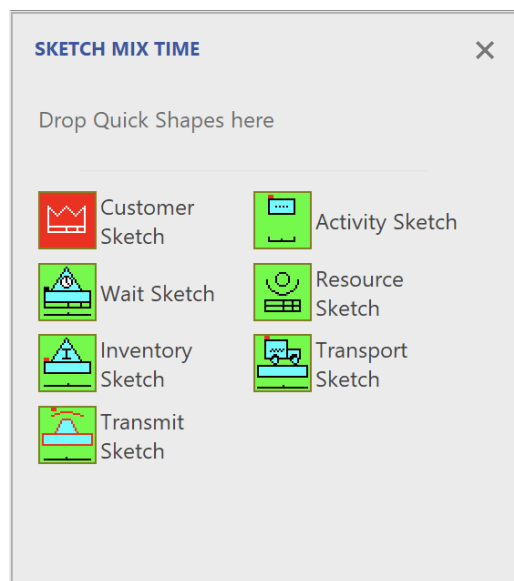 SKETCH MIX TIME
Drop Quick Shapes here
Customer
Sketch
Activity Sketch
Wait Sketch
Resource
Sketch
Inventory
Sketch
Transport
Sketch
Transmit
Sketch